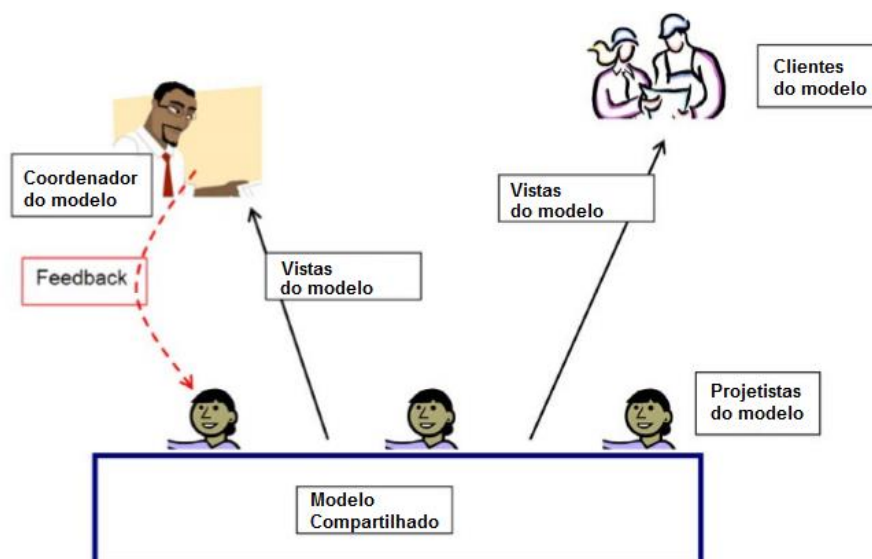 Clientes
do modelo
Coordenador
do modelo
Vistas
do modelo
Feedback
Vistas
do modelo
Projetistas
do modelo
Modelo
Compartilhado